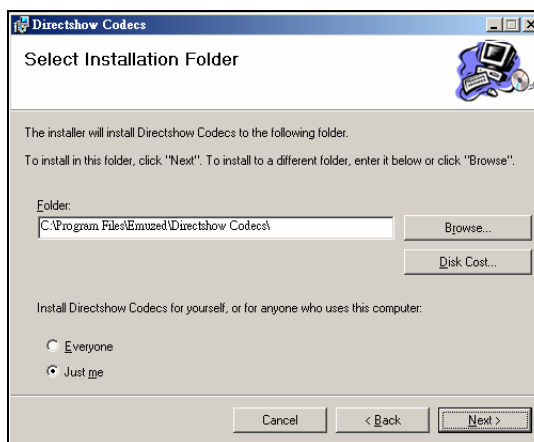 Directshow Codecs
Select Installation Folder
The installer will install Directshow Codecs to the following folder.
To install in this folder, click "Next". To install to a different folder, enter it below or click "Browse".
Folder:
C:\Program Files\Emuzed\Directshow Codecs\
Browse...
Disk Cost...
Install Directshow Codecs for yourself, or for anyone who uses this computer:
Everyone
Just me
Cancel
< Back
Next >